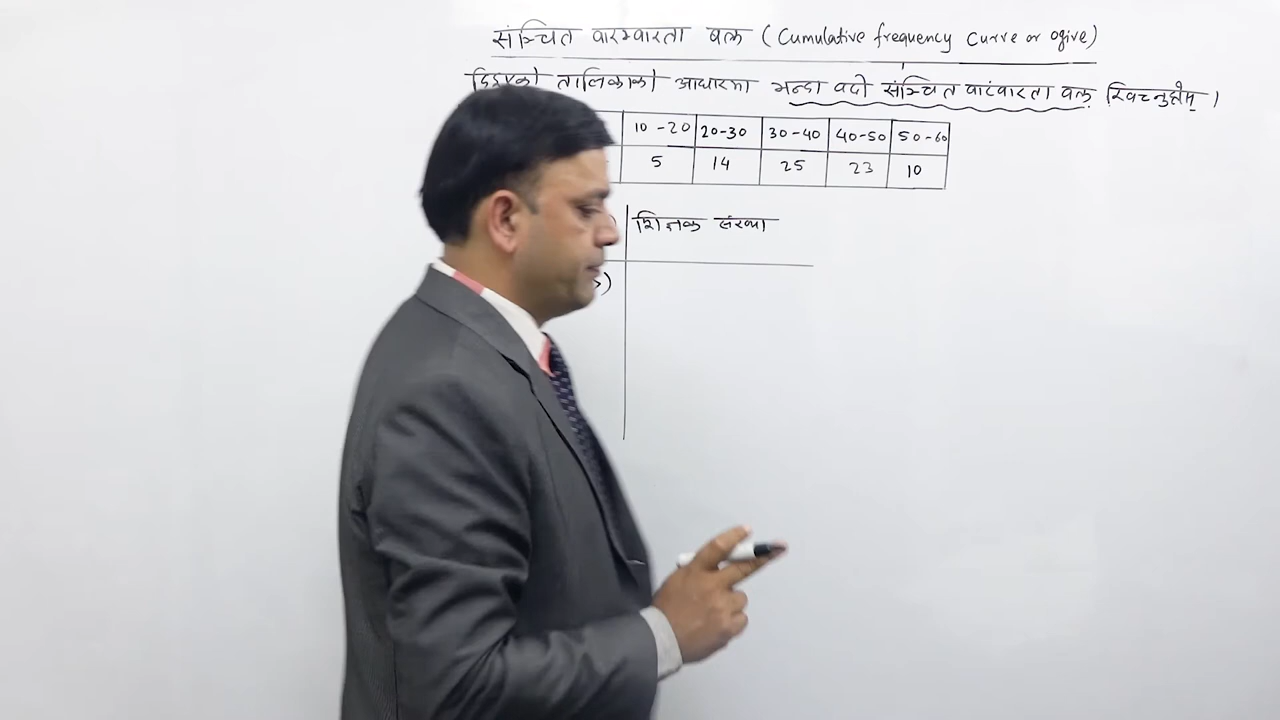 संञ्चित वारम्वारता वक्र (Cumulative frequency curve or ogive)
दिइएको तालिकाको आधारमा भन्दा बढी संञ्चित वारंवारता वक्र खिच्नुहोस् ।
10-20 20-30 30-40 40-50 50-60
5 14 25 23 10
शिक्षक संख्या